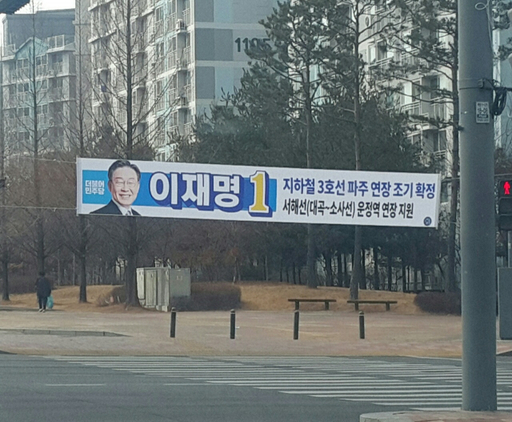 더불어
민주당
이재명 1
지하철 3호선 파주 연장 조기 확정
서해선(대곡~소사선) 운정역 연장 지원